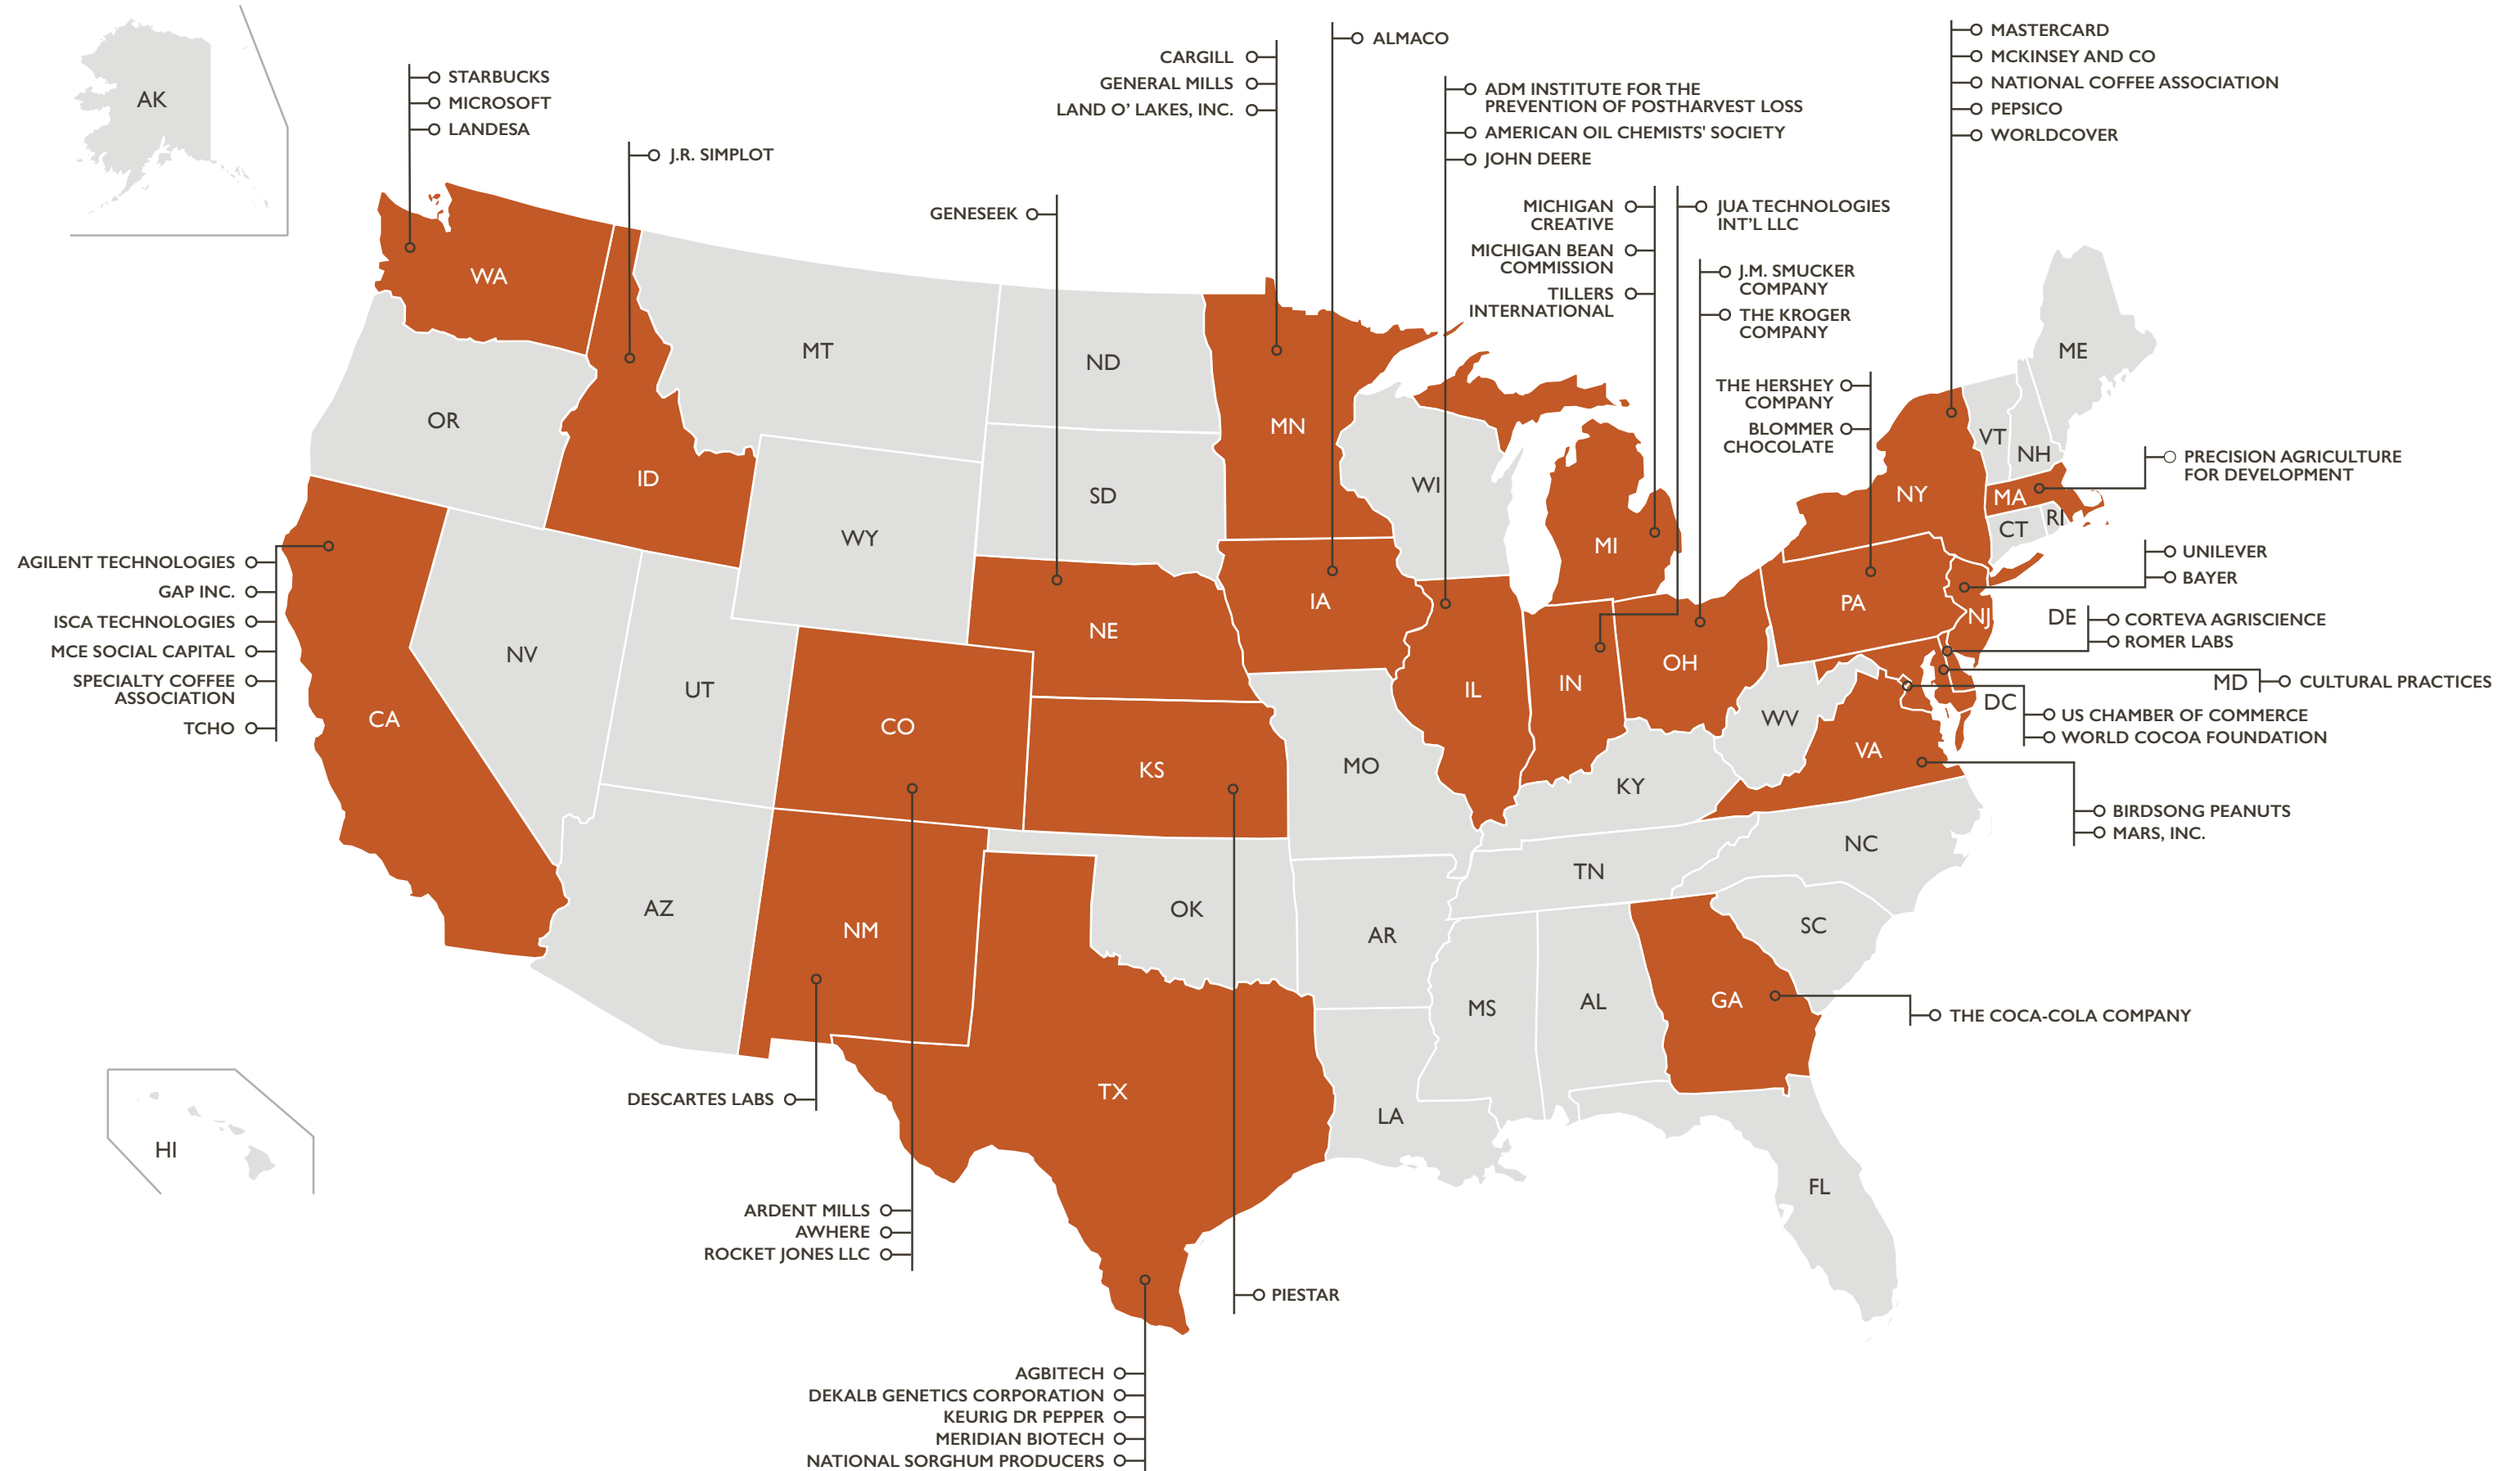 AK
STARBUCKS
MICROSOFT
LANDESA
J.R. SIMPLOT
GENESEEK
CARGILL
GENERAL MILLS
LAND O' LAKES, INC.
ALMACO
ADM INSTITUTE FOR THE
PREVENTION OF POSTHARVEST LOSS
AMERICAN OIL CHEMISTS' SOCIETY
JOHN DEERE
MICHIGAN
CREATIVE
MICHIGAN BEAN
COMMISSION
TILLERS
INTERNATIONAL
JUA TECHNOLOGIES
INT'L LLC
J.M. SMUCKER
COMPANY
THE KROGER
COMPANY
THE HERSHEY
COMPANY
BLOMMER
CHOCOLATE
MASTERCARD
MCKINSEY AND CO
NATIONAL COFFEE ASSOCIATION
PEPSICO
WORLDCOVER
PRECISION AGRICULTURE
FOR DEVELOPMENT
UNILEVER
BAYER
DE
CORTEVA AGRISCIENCE
ROMER LABS
MD
CULTURAL PRACTICES
DC
US CHAMBER OF COMMERCE
WORLD COCOA FOUNDATION
BIRDSONG PEANUTS
MARS, INC.
THE COCA-COLA COMPANY
AGILENT TECHNOLOGIES
GAP INC.
ISCA TECHNOLOGIES
MCE SOCIAL CAPITAL
SPECIALTY COFFEE
ASSOCIATION
TCHO
WA
OR
ID
MT
ND
SD
MN
WI
MI
WY
NE
IA
IL
IN
OH
PA
NY
VT
NH
ME
MA
CT
RI
NJ
CA
NV
UT
CO
KS
MO
KY
WV
VA
AZ
NM
OK
AR
TN
NC
SC
TX
LA
MS
AL
GA
FL
HI
DESCARTES LABS
ARDENT MILLS
AWHERE
ROCKET JONES LLC
PIESTAR
AGBITECH
DEKALB GENETICS CORPORATION
KEURIG DR PEPPER
MERIDIAN BIOTECH
NATIONAL SORGHUM PRODUCERS